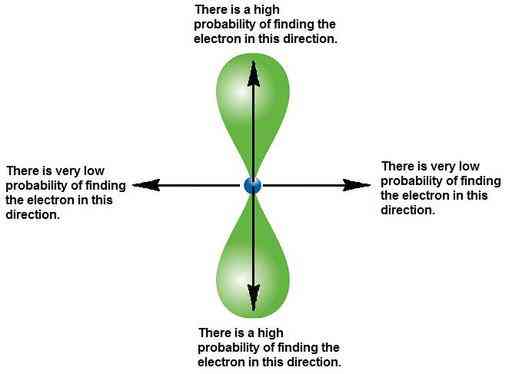 There is a high
probability of finding the
electron in this direction.
There is very low
probability of finding
the electron in this
direction.
There is very low
probability of finding
the electron in this
direction.
There is a high
probability of finding the
electron in this direction.